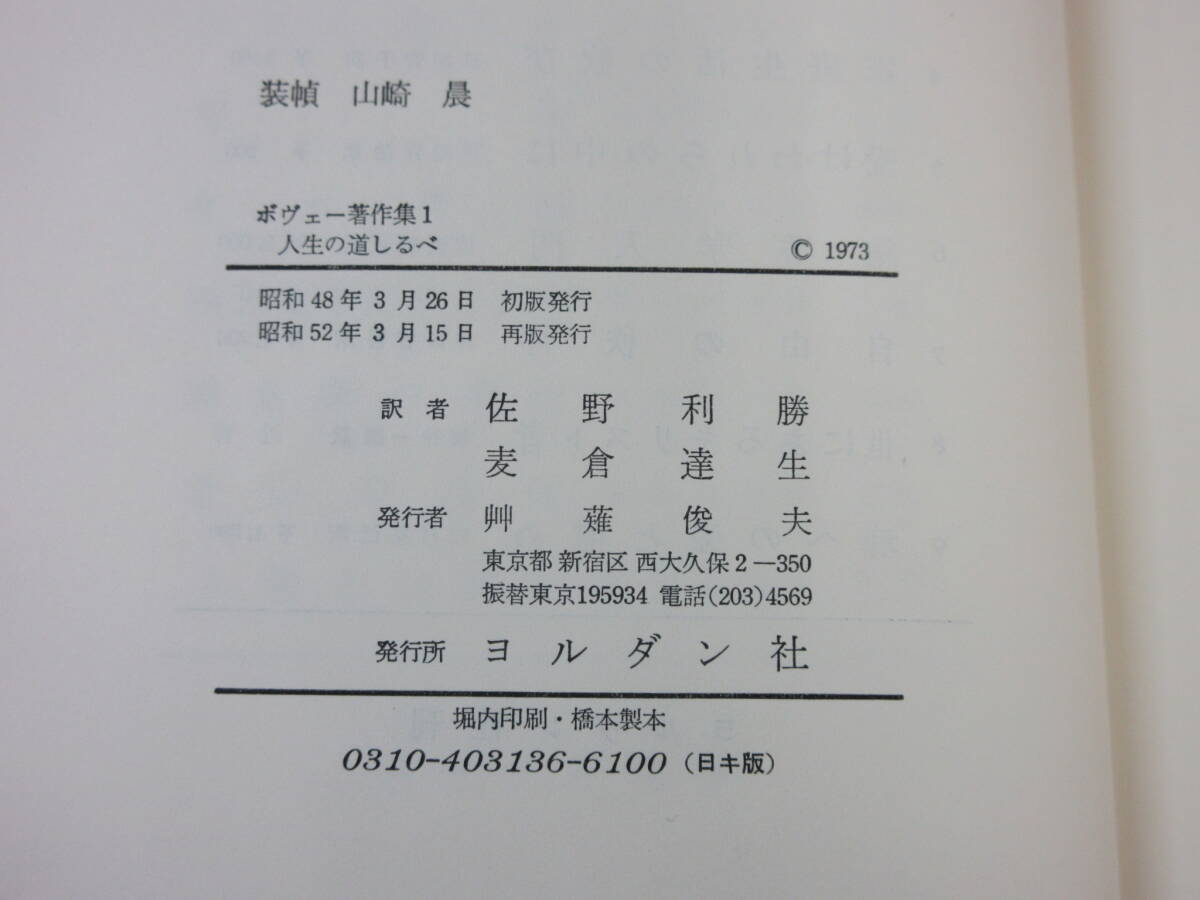 装幀 山崎 晨
ボヴェー著作集1
人生の道しるべ
© 1973
昭和48年 3月26日 初版発行
昭和52年 3月15日 再版発行
訳者 佐野利勝
麦倉達生
発行者 艸薙俊夫
東京都 新宿区 西大久保2—350
振替東京195934 電話(203)4569
発行所 ヨルダン社
堀内印刷・橋本製本
0310-403136-6100 (日キ版)